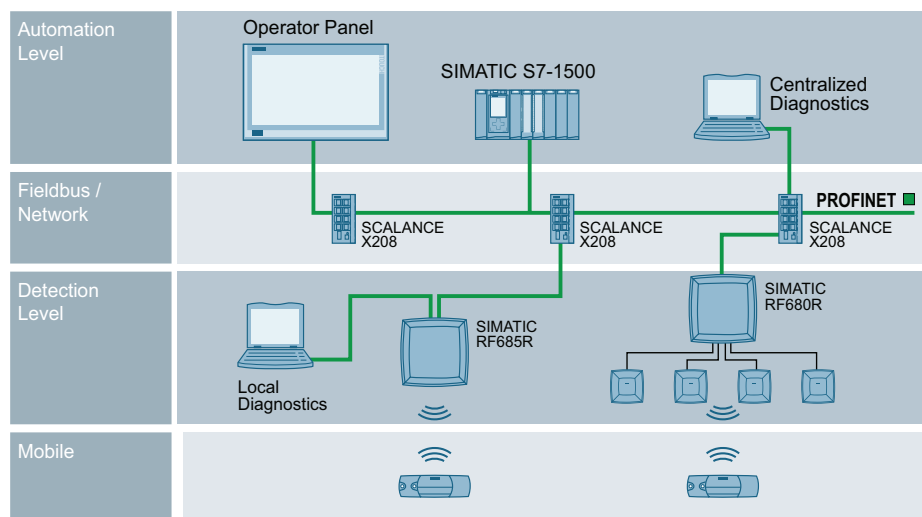 Automation
Level
Operator Panel
SIMATIC S7-1500
Centralized
Diagnostics
Fieldbus /
Network
PROFINET
SCALANCE
X208
SCALANCE
X208
SCALANCE
X208
Detection
Level
SIMATIC
RF685R
SIMATIC
RF680R
Local
Diagnostics
Mobile